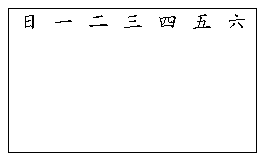 日 一 二 三 四 五 六